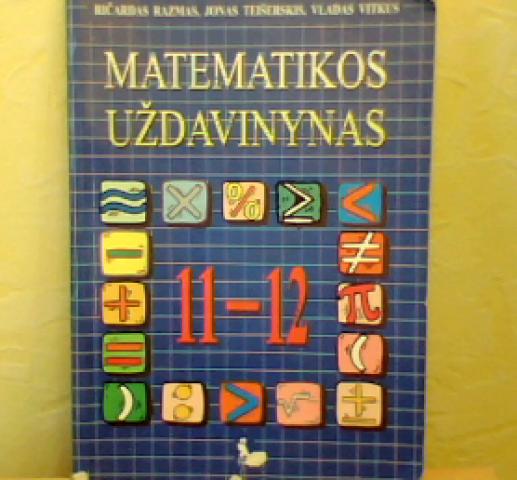 RIČARDAS RAZMAS, JONAS TEIŠERSKIS, VLADAS VITKUS
MATEMATIKOS
UŽDAVINYNAS
11-12